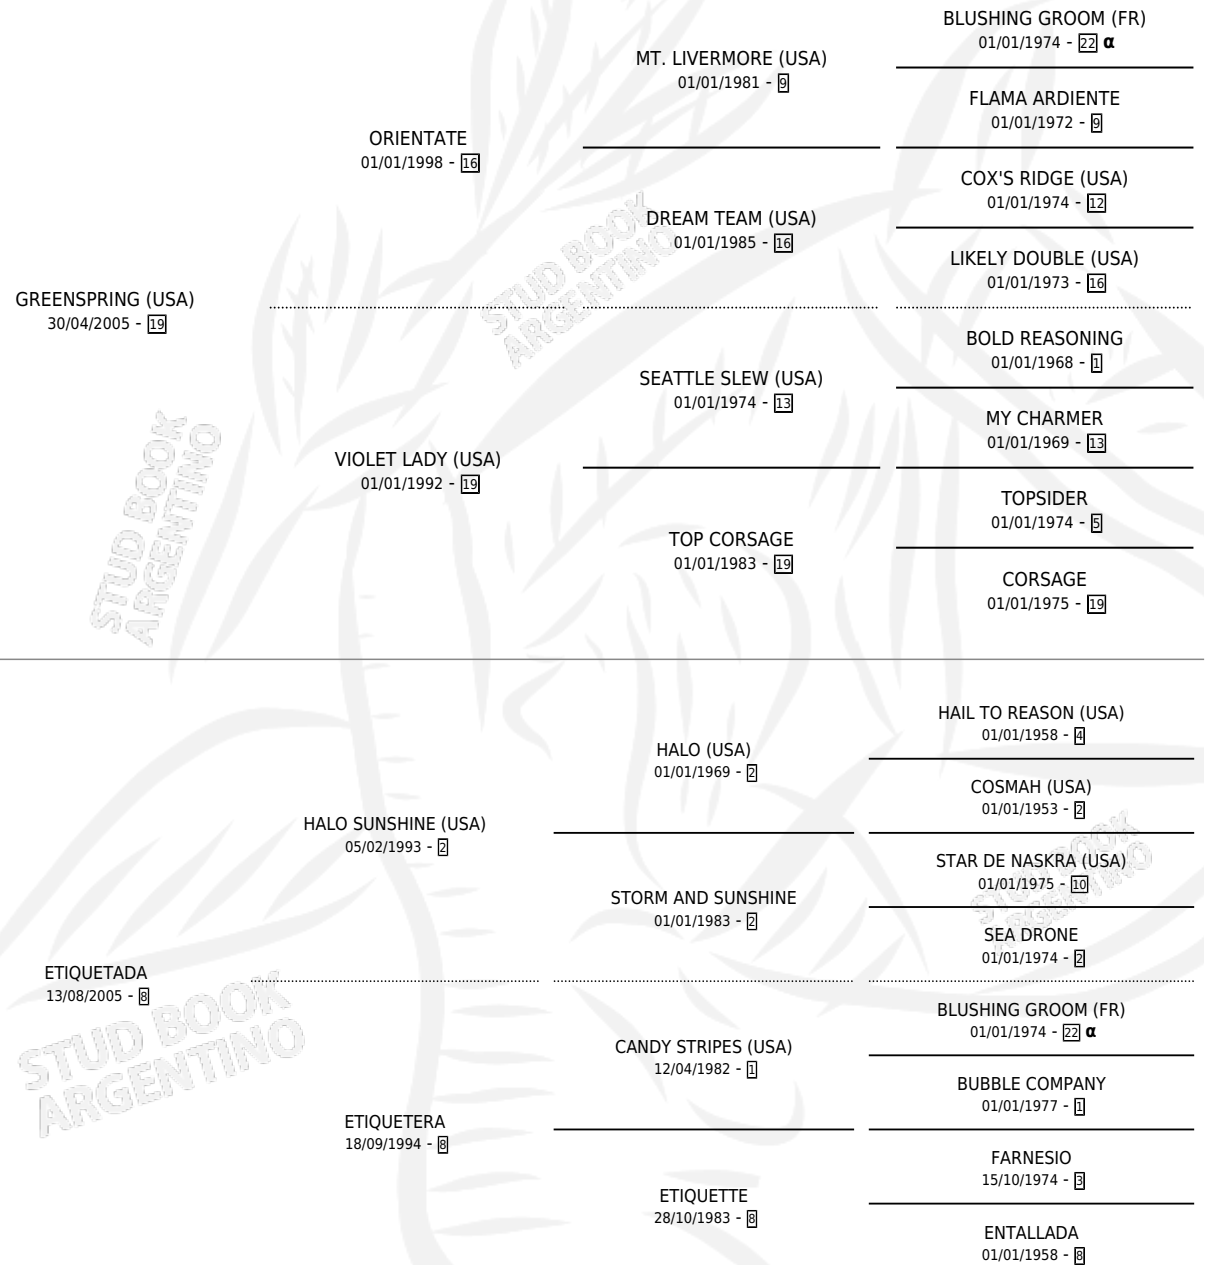 BLUSHING GROOM (FR)
01/01/1974 - 22 α
MT. LIVERMORE (USA)
01/01/1981 - 9
FLAMA ARDIENTE
01/01/1972 - 9
ORIENTATE
01/01/1998 - 16
COX'S RIDGE (USA)
01/01/1974 - 12
DREAM TEAM (USA)
01/01/1985 - 16
LIKELY DOUBLE (USA)
01/01/1973 - 16
GREENSPRING (USA)
30/04/2005 - 19
BOLD REASONING
01/01/1968 - 1
SEATTLE SLEW (USA)
01/01/1974 - 13
MY CHARMER
01/01/1969 - 13
VIOLET LADY (USA)
01/01/1992 - 19
TOPSIDER
01/01/1974 - 5
TOP CORSAGE
01/01/1983 - 19
CORSAGE
01/01/1975 - 19
HAIL TO REASON (USA)
01/01/1958 - 4
HALO (USA)
01/01/1969 - 2
COSMAH (USA)
01/01/1953 - 2
HALO SUNSHINE (USA)
05/02/1993 - 2
STAR DE NASKRA (USA)
01/01/1975 - 10
STORM AND SUNSHINE
01/01/1983 - 2
SEA DRONE
01/01/1974 - 2
ETIQUETADA
13/08/2005 - 8
BLUSHING GROOM (FR)
01/01/1974 - 22 α
CANDY STRIPES (USA)
12/04/1982 - 1
BUBBLE COMPANY
01/01/1977 - 1
ETIQUETERA
18/09/1994 - 8
FARNESIO
15/10/1974 - 3
ETIQUETTE
28/10/1983 - 8
ENTALLADA
01/01/1958 - 8
STUD BOOK
ARGENTINO
STUD BOOK
ARGENTINO
STUD BOOK
ARGENTINO
STUD BOOK
ARGENTINO